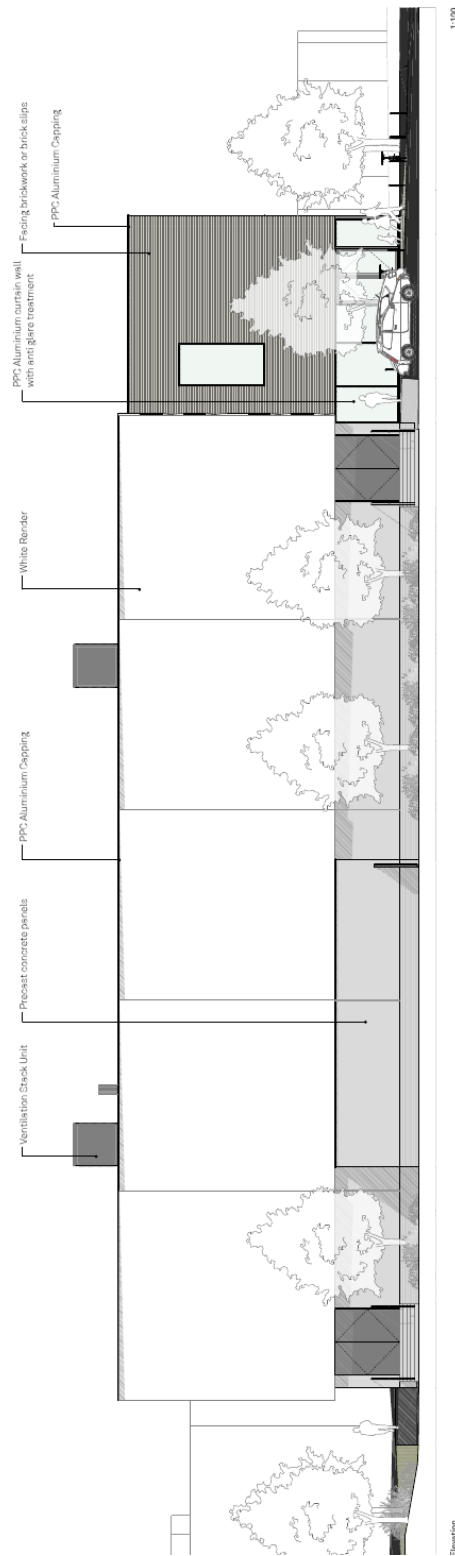 Ventilation Stack Unit
Precast concrete panels
PPC Aluminium Capping
White Render
PPC Aluminium curtain wall
with anti glare treatment
Facing brickwork or brick slips
PPC Aluminium Capping
Elevation
1:100